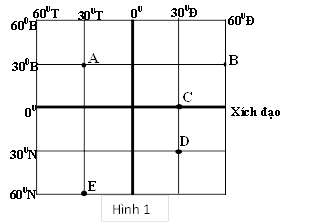 60⁰T 30⁰T 0⁰ 30⁰Đ 60⁰Đ
60⁰B
30⁰B A B
C
0⁰ Xích đạo
D
30⁰N
E
60⁰N
Hình 1